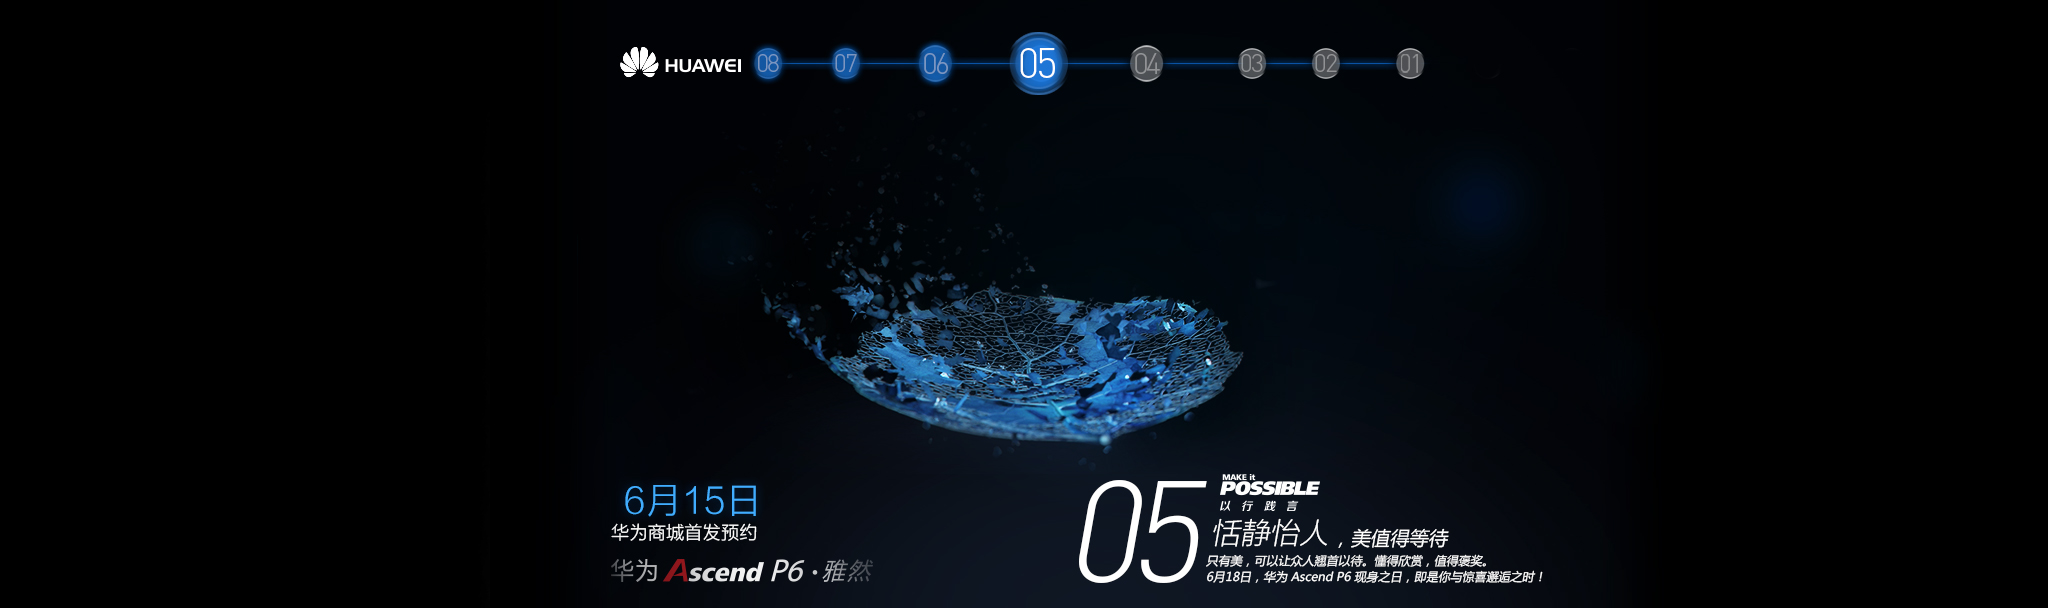 HUAWEI 08 07 06 05 04 03 02 01
6月15日
华为商城首发预约
华为 Ascend P6·雅然
05
MAKE it
POSSIBLE
以行践言
恬静怡人，美值得等待
只有美，可以让众人翘首以待。懂得欣赏，值得褒奖。
6月18日，华为 Ascend P6 现身之日，即是你与惊喜邂逅之时！